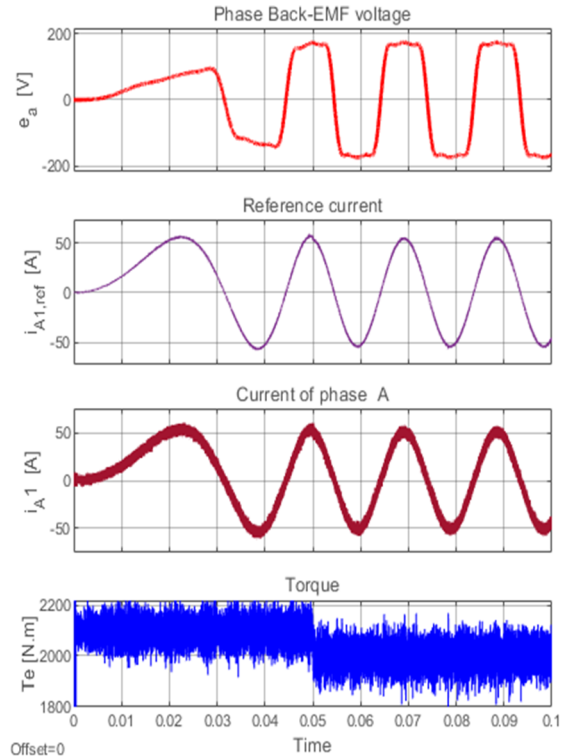 Phase Back-EMF voltage
200
0
-200
e_a [V]
Reference current
50
0
-50
i_A1,ref [A]
Current of phase A
50
0
-50
i_A1 [A]
Torque
2200
2000
1800
Te [N.m]
0 0.01 0.02 0.03 0.04 0.05 0.06 0.07 0.08 0.09 0.1
Offset=0
Time